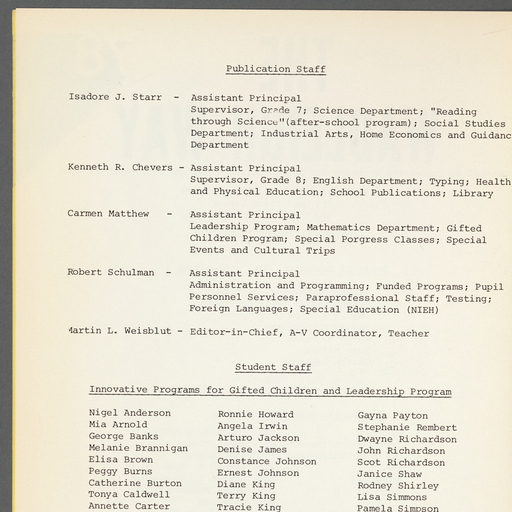 Publication Staff
Isadore J. Starr - Assistant Principal
Supervisor, Grade 7; Science Department; "Reading
through Science"(after-school program); Social Studies
Department; Industrial Arts, Home Economics and Guidanc
Department
Kenneth R. Chevers - Assistant Principal
Supervisor, Grade 8; English Department; Typing; Health
and Physical Education; School Publications; Library
Carmen Matthew - Assistant Principal
Leadership Program; Mathematics Department; Gifted
Children Program; Special Porgress Classes; Special
Events and Cultural Trips
Robert Schulman - Assistant Principal
Administration and Programming; Funded Programs; Pupil
Personnel Services; Paraprofessional Staff; Testing;
Foreign Languages; Special Education (NIEH)
Martin L. Weisblut - Editor-in-Chief, A-V Coordinator, Teacher
Student Staff
Innovative Programs for Gifted Children and Leadership Program
Nigel Anderson Ronnie Howard Gayna Payton
Mia Arnold Angela Irwin Stephanie Rembert
George Banks Arturo Jackson Dwayne Richardson
Melanie Brannigan Denise James John Richardson
Elisa Brown Constance Johnson Scot Richardson
Peggy Burns Ernest Johnson Janice Shaw
Catherine Burton Diane King Rodney Shirley
Tonya Caldwell Terry King Lisa Simmons
Annette Carter Tracie King Pamela Simpson